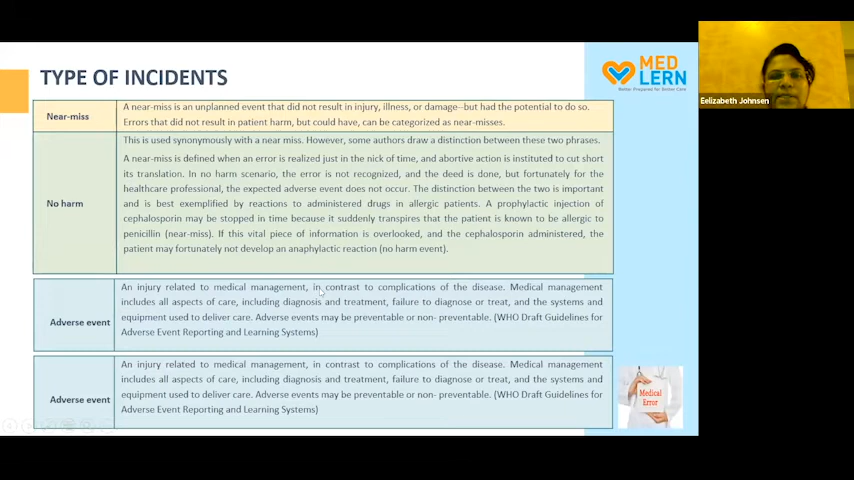 TYPE OF INCIDENTS
MED
LERN
Better Prepared for Better Care
Eelizabeth Johnsen
Near-miss
A near-miss is an unplanned event that did not result in injury, illness, or damage--but had the potential to do so.
Errors that did not result in patient harm, but could have, can be categorized as near-misses.
No harm
This is used synonymously with a near miss. However, some authors draw a distinction between these two phrases.
A near-miss is defined when an error is realized just in the nick of time, and abortive action is instituted to cut short
its translation. In no harm scenario, the error is not recognized, and the deed is done, but fortunately for the
healthcare professional, the expected adverse event does not occur. The distinction between the two is important
and is best exemplified by reactions to administered drugs in allergic patients. A prophylactic injection of
cephalosporin may be stopped in time because it suddenly transpires that the patient is known to be allergic to
penicillin (near-miss). If this vital piece of information is overlooked, and the cephalosporin administered, the
patient may fortunately not develop an anaphylactic reaction (no harm event).
Adverse event
An injury related to medical management, in contrast to complications of the disease. Medical management
includes all aspects of care, including diagnosis and treatment, failure to diagnose or treat, and the systems and
equipment used to deliver care. Adverse events may be preventable or non- preventable. (WHO Draft Guidelines for
Adverse Event Reporting and Learning Systems)
Adverse event
An injury related to medical management, in contrast to complications of the disease. Medical management
includes all aspects of care, including diagnosis and treatment, failure to diagnose or treat, and the systems and
equipment used to deliver care. Adverse events may be preventable or non- preventable. (WHO Draft Guidelines for
Adverse Event Reporting and Learning Systems)
Medical
Error